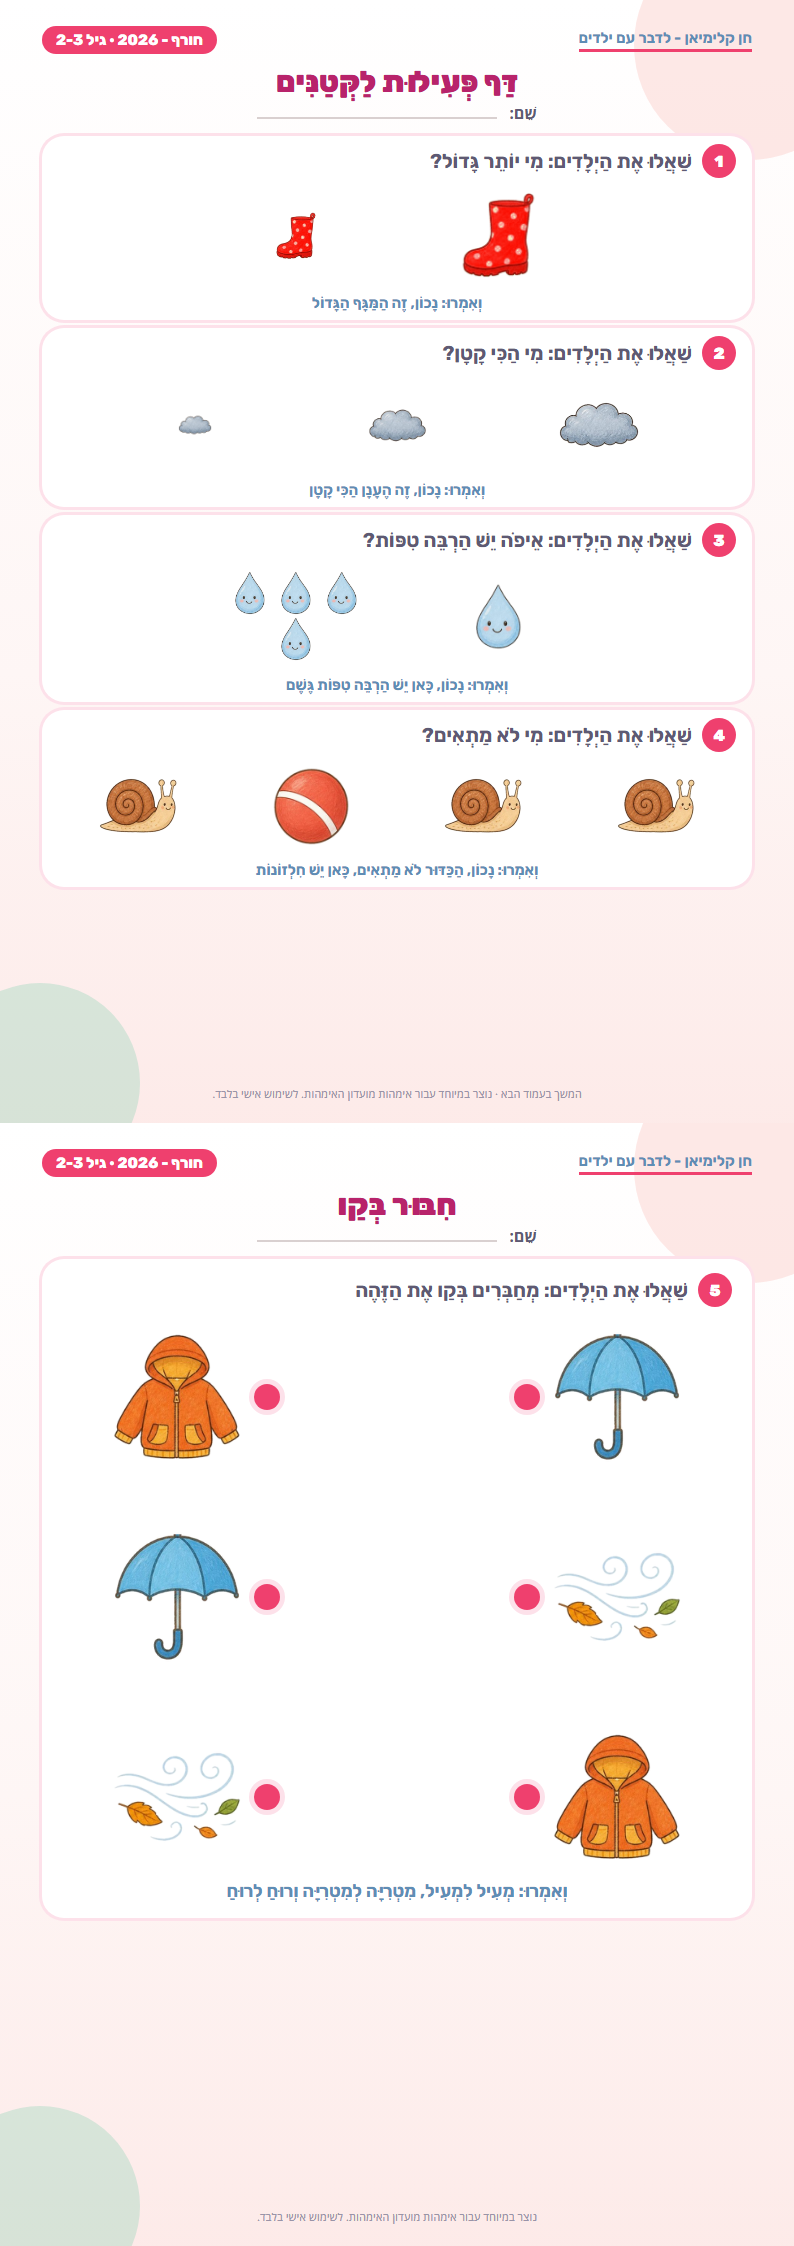 חן קלימיאן - לדבר עם ילדים
חורף - 2026 • גיל 2-3
דַּף פְּעִילוּת לַקְּטַנִּים
שֵׁם:
1 שַׁאֲלוּ אֶת הַיְלָדִים: מִי יוֹתֵר גָּדוֹל?
וְאִמְרוּ: נָכוֹן, זֶה הַמַּגָּף הַגָּדוֹל
2 שַׁאֲלוּ אֶת הַיְלָדִים: מִי הַכִּי קָטָן?
וְאִמְרוּ: נָכוֹן, זֶה הֶעָנָן הַכִּי קָטָן
3 שַׁאֲלוּ אֶת הַיְלָדִים: אֵיפֹה יֵשׁ הַרְבֵּה טִפּוֹת?
וְאִמְרוּ: נָכוֹן, כָּאן יֵשׁ הַרְבֵּה טִפּוֹת גֶּשֶׁם
4 שַׁאֲלוּ אֶת הַיְלָדִים: מִי לֹא מַתְאִים?
וְאִמְרוּ: נָכוֹן, הַכַּדּוּר לֹא מַתְאִים, כָּאן יֵשׁ חִלְזוֹנוֹת
המשך בעמוד הבא · נוצר במיוחד עבור אימהות מועדון האימהות. לשימוש אישי בלבד.
חן קלימיאן - לדבר עם ילדים
חורף - 2026 • גיל 2-3
חִבּוּר בְּקַו
שֵׁם:
5 שַׁאֲלוּ אֶת הַיְלָדִים: מְחַבְּרִים בְּקַו אֶת הַזֶּהֶה
וְאִמְרוּ: מְעִיל לִמְעִיל, מִטְרִיָּה לְמִטְרִיָּה וְרוּחַ לְרוּחַ
נוצר במיוחד עבור אימהות מועדון האימהות. לשימוש אישי בלבד.